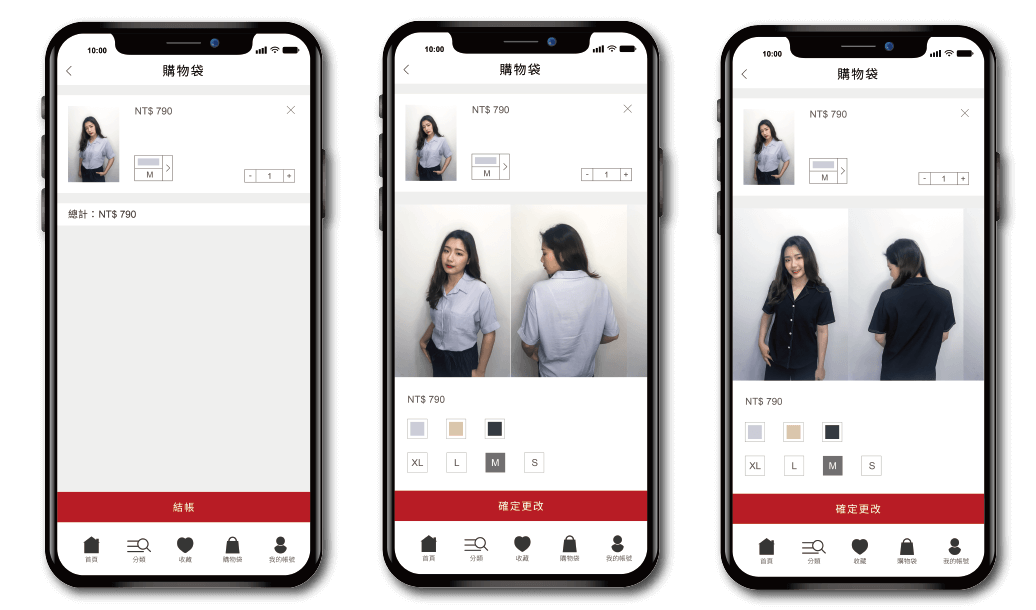 10:00
購物袋
NT$ 790
M
- 1 +
總計：NT$ 790
結帳
首頁 分類 收藏 購物袋 我的帳號
10:00
購物袋
NT$ 790
M
- 1 +
NT$ 790
XL L M S
確定更改
首頁 分類 收藏 購物袋 我的帳號
10:00
購物袋
NT$ 790
M
- 1 +
NT$ 790
XL L M S
確定更改
首頁 分類 收藏 購物袋 我的帳號